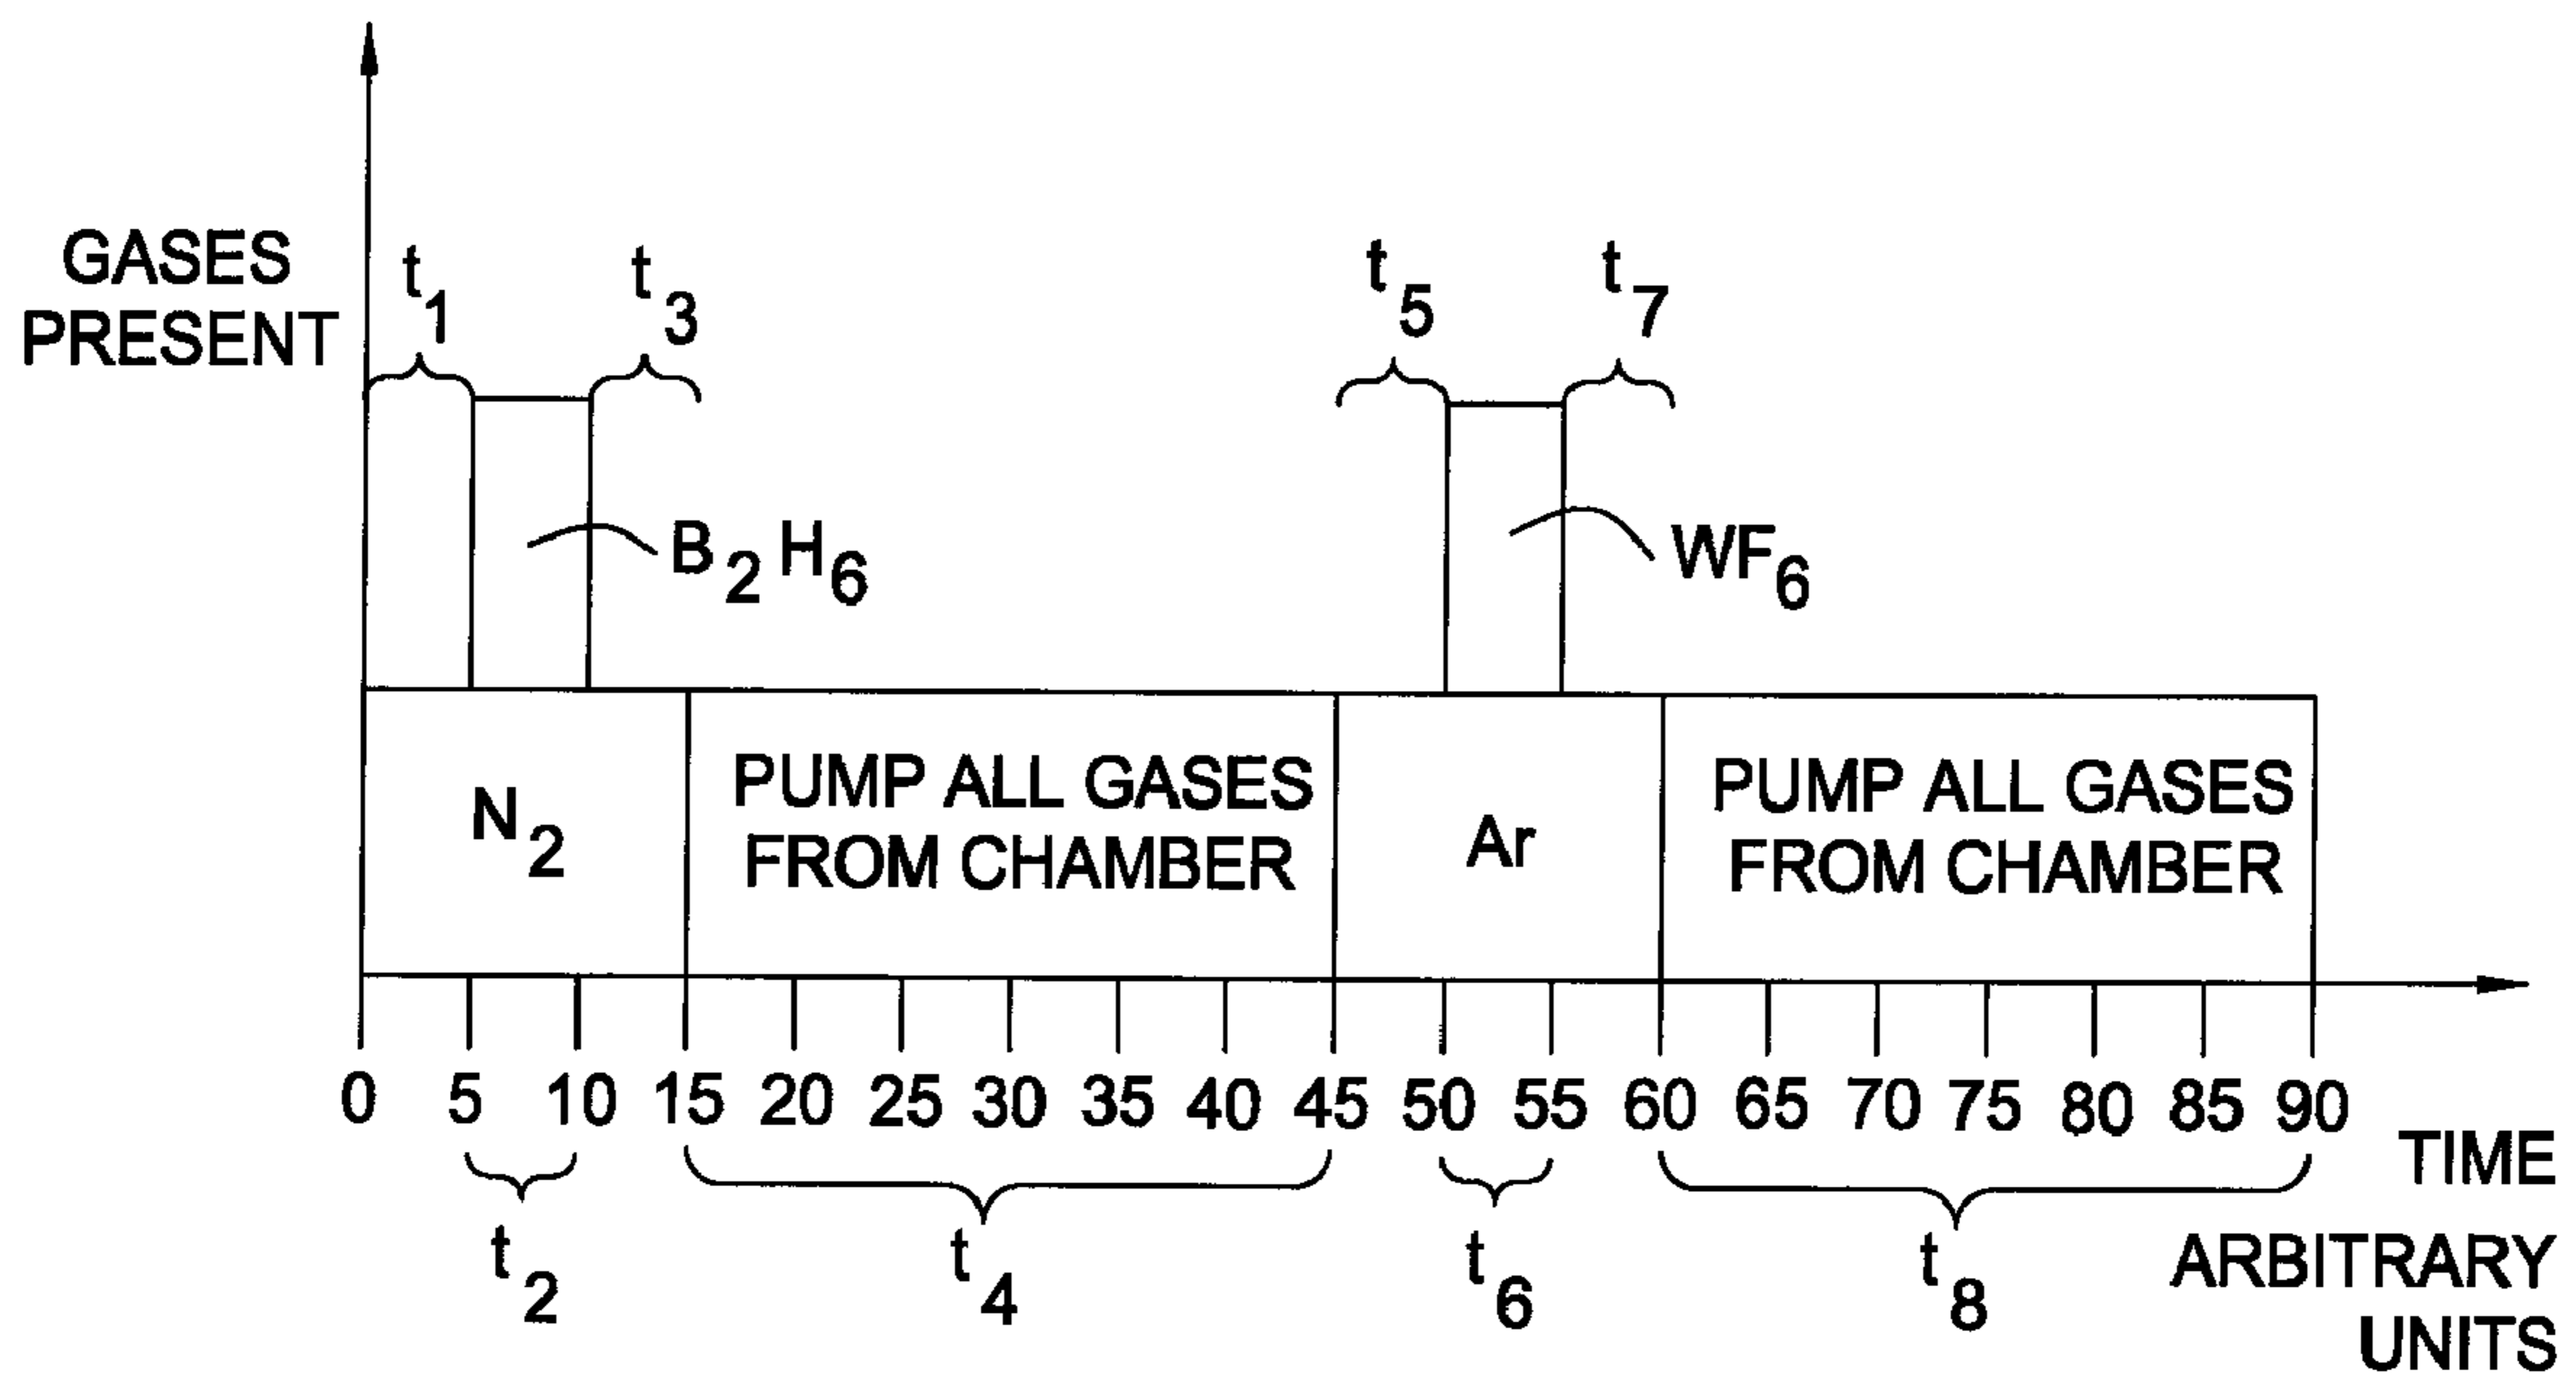 GASES
PRESENT
t1
t3
t5
t7
B2H6
WF6
N2
PUMP ALL GASES
FROM CHAMBER
Ar
PUMP ALL GASES
FROM CHAMBER
0 5 10 15 20 25 30 35 40 45 50 55 60 65 70 75 80 85 90
TIME
ARBITRARY
UNITS
t2
t4
t6
t8